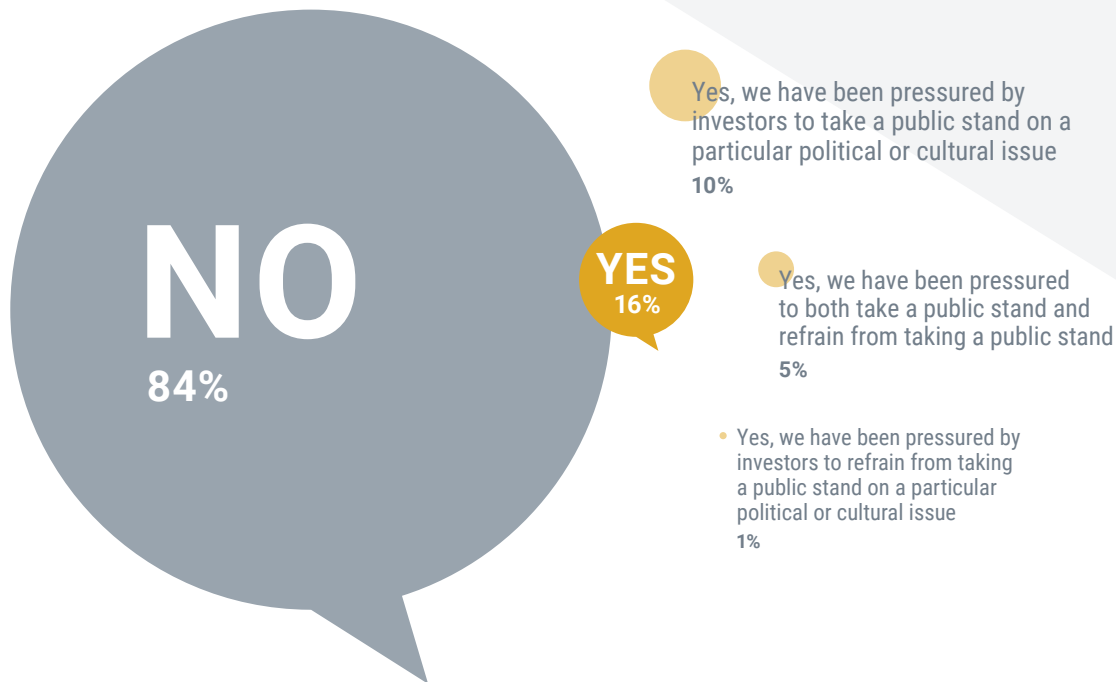 NO
84%
YES
16%
Yes, we have been pressured by
investors to take a public stand on a
particular political or cultural issue
10%
Yes, we have been pressured
to both take a public stand and
refrain from taking a public stand
5%
Yes, we have been pressured by
investors to refrain from taking
a public stand on a particular
political or cultural issue
1%